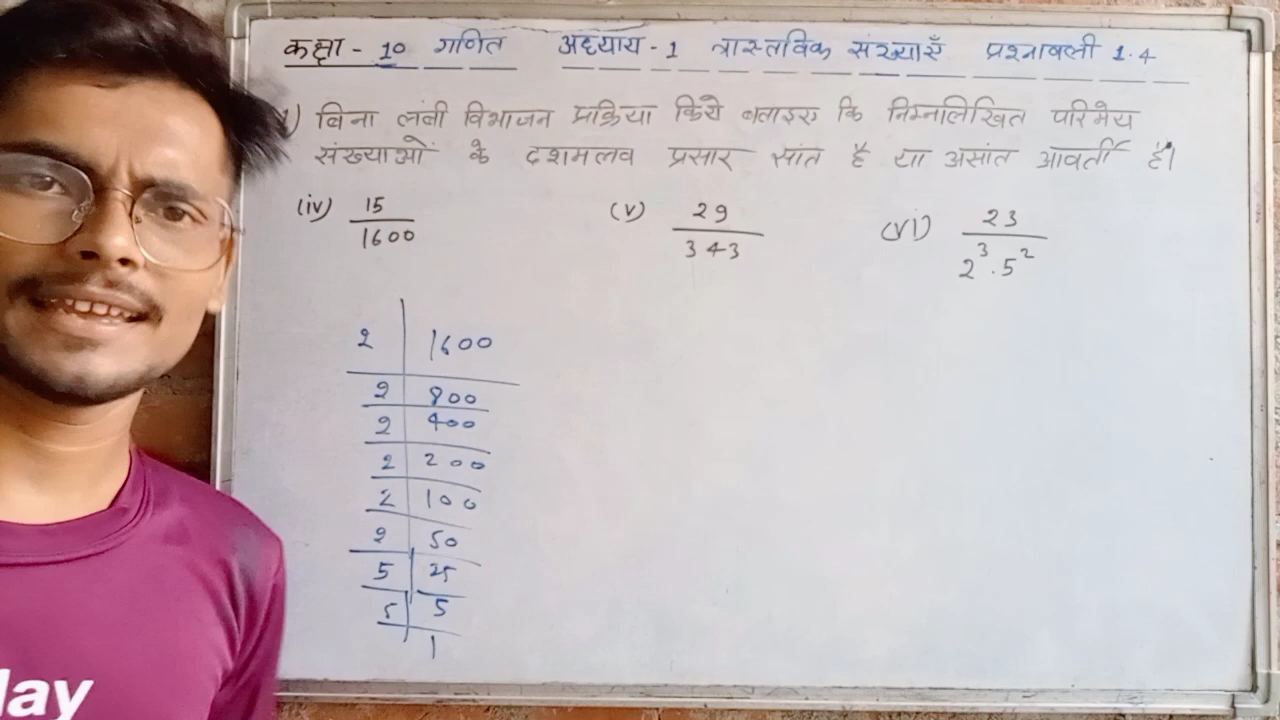 कक्षा - 10 गणित अध्याय - 1 वास्तविक संख्याएँ प्रश्नावली 1.4
1) बिना लंबी विभाजन प्रक्रिया किये बताइए कि निम्नलिखित परिमेय
संख्याओं के दशमलव प्रसार सांत है या असांत आवर्ती है।
(iv) 15/1600 (v) 29/343 (vi) 23/2³.5²
2 | 1600
2 | 800
2 | 400
2 | 200
2 | 100
2 | 50
5 | 25
5 | 5
1
lay